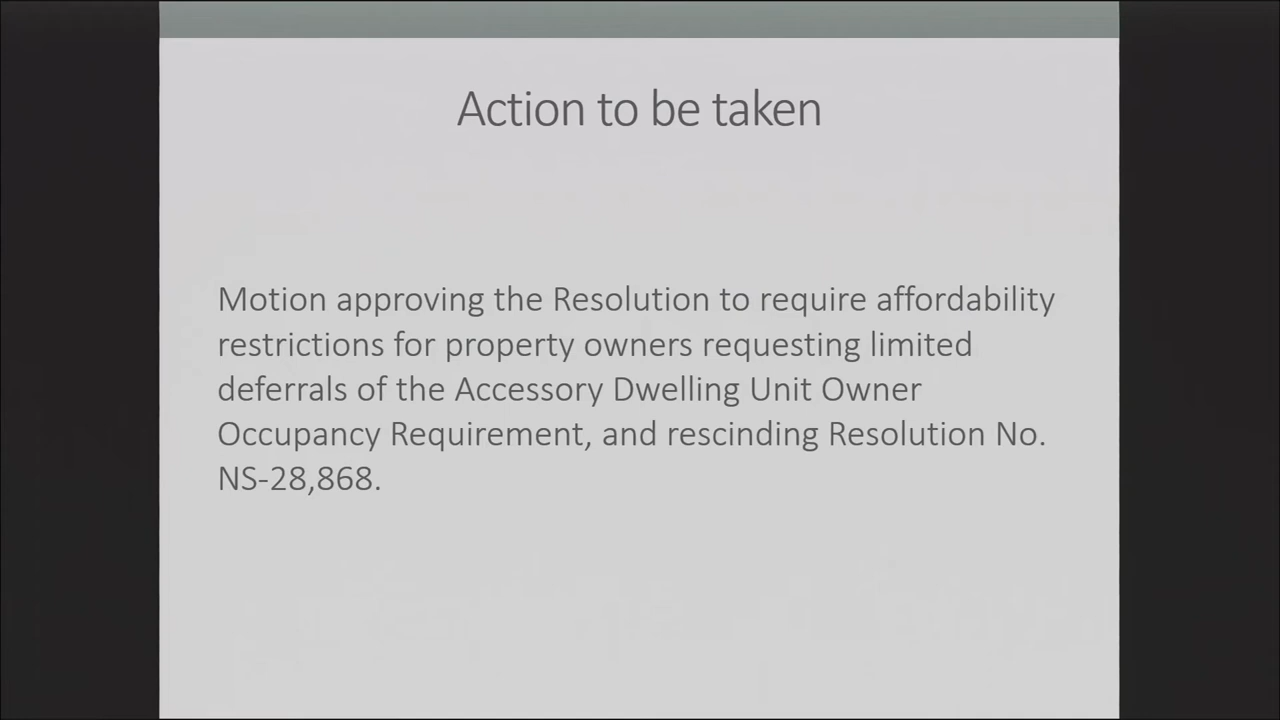 Action to be taken
Motion approving the Resolution to require affordability
restrictions for property owners requesting limited
deferrals of the Accessory Dwelling Unit Owner
Occupancy Requirement, and rescinding Resolution No.
NS-28,868.